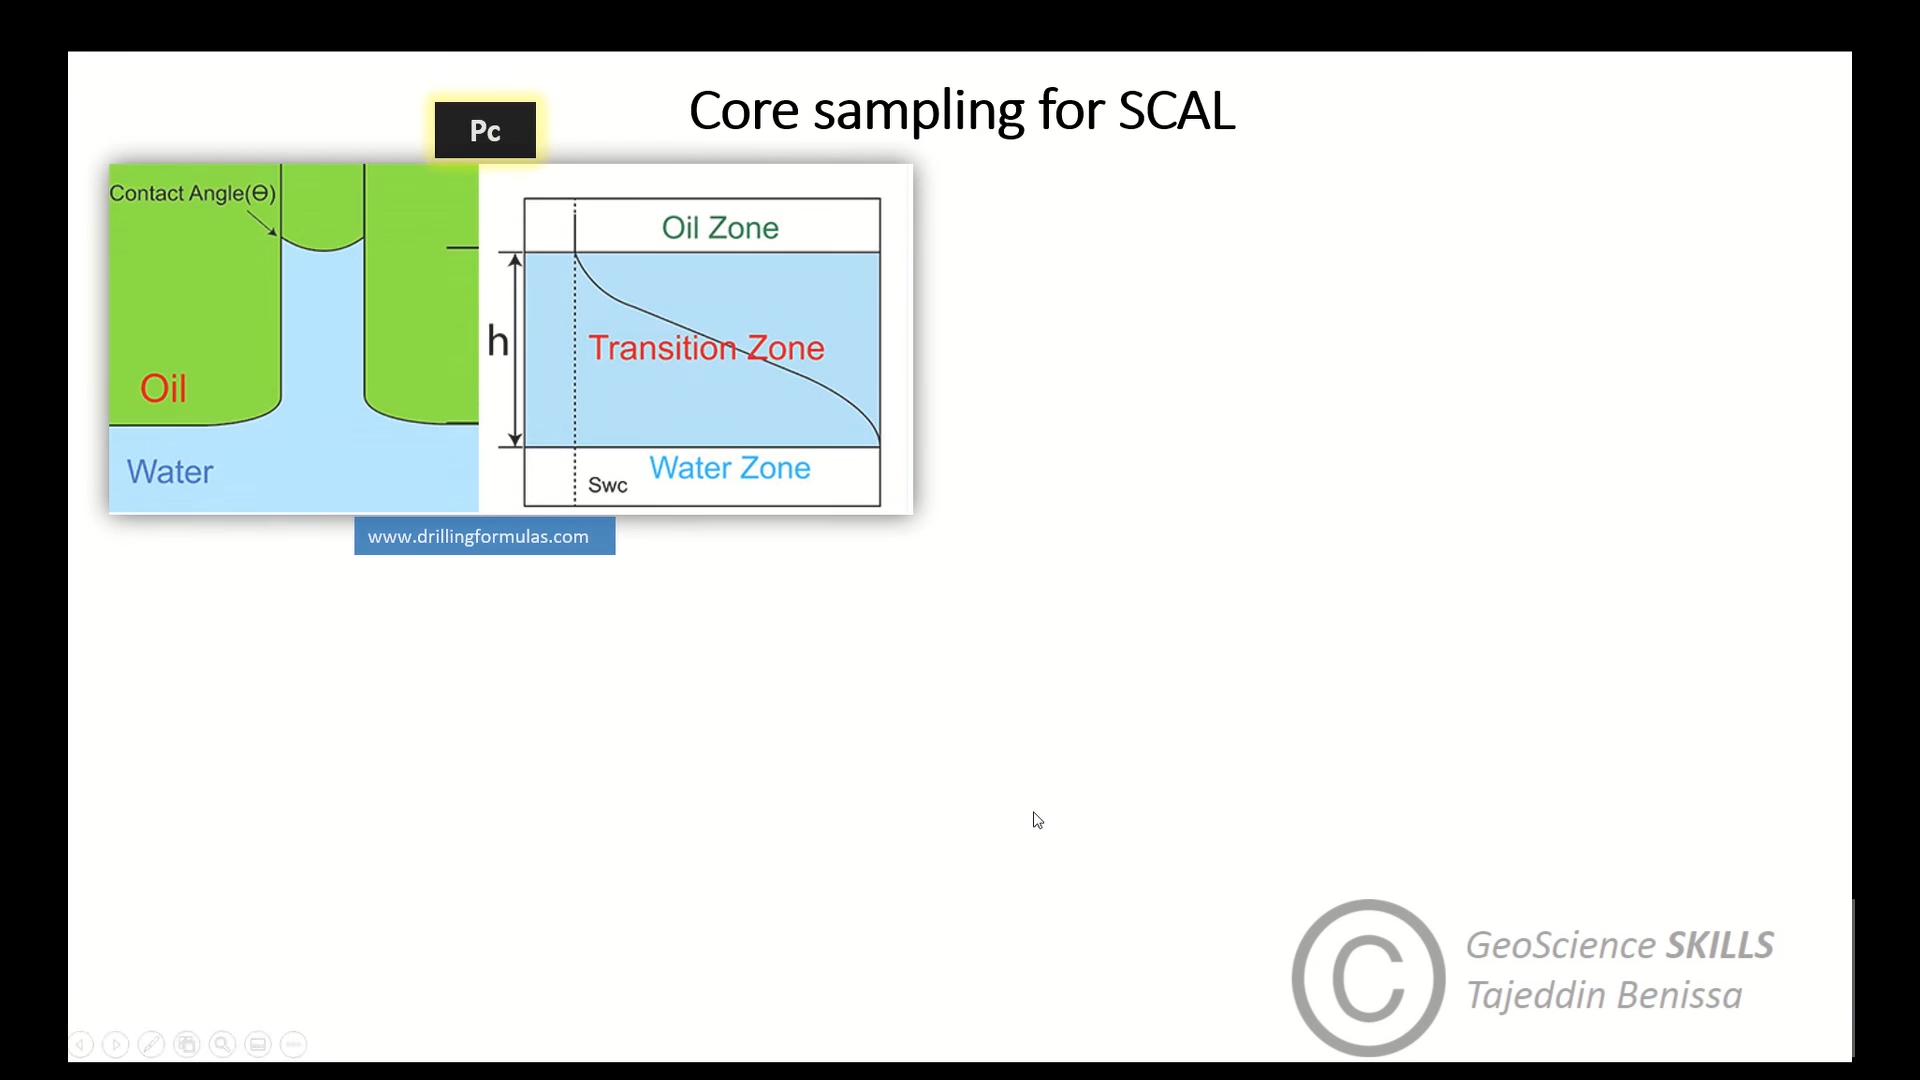 Core sampling for SCAL
Pc
Contact Angle(Θ)
Oil
Water
Oil Zone
h
Transition Zone
Water Zone
Swc
www.drillingformulas.com
©
GeoScience SKILLS
Tajeddin Benissa